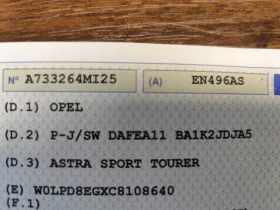 N° A733264MI25 (A) EN496AS
(D.1) OPEL
(D.2) P-J/SW DAFEA11 BA1K2JDJA5
(D.3) ASTRA SPORT TOURER
(E) W0LPD8EGXC8108640
(F.1)